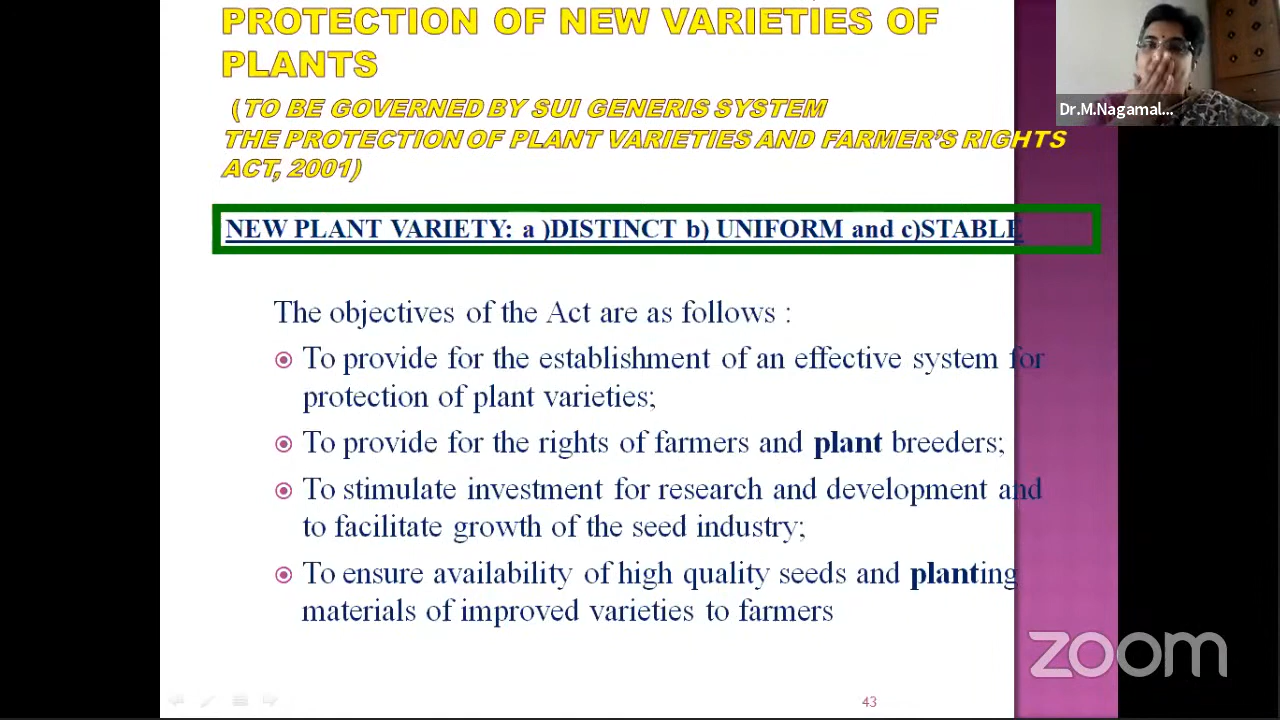 PROTECTION OF NEW VARIETIES OF
PLANTS
(TO BE GOVERNED BY SUI GENERIS SYSTEM
THE PROTECTION OF PLANT VARIETIES AND FARMER'S RIGHTS
ACT, 2001)
Dr.M.Nagamal...
NEW PLANT VARIETY: a )DISTINCT b) UNIFORM and c)STABLE
The objectives of the Act are as follows :
To provide for the establishment of an effective system for
protection of plant varieties;
To provide for the rights of farmers and plant breeders;
To stimulate investment for research and development and
to facilitate growth of the seed industry;
To ensure availability of high quality seeds and planting
materials of improved varieties to farmers
zoom
43